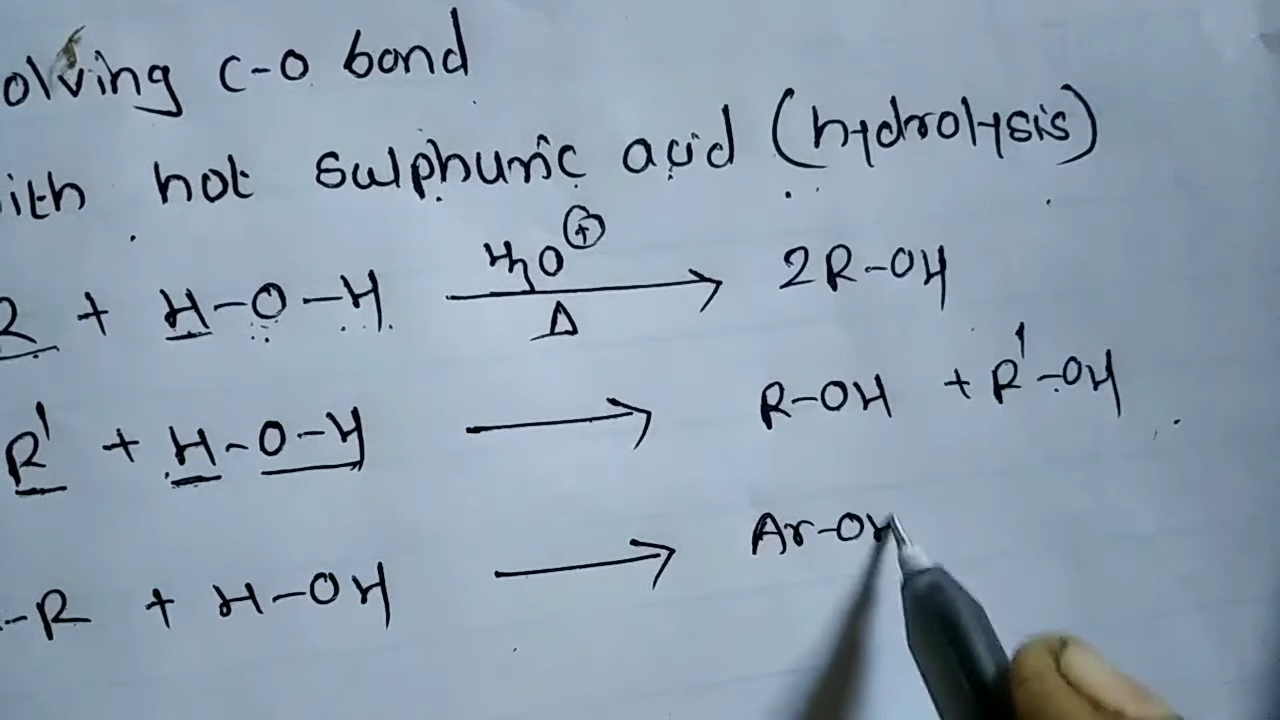 olving C-O bond
ith hot sulphuric acid (hydrolysis)
R + H-O-H H3O⊕ Δ → 2R-OH
R' + H-O-H → R-OH + R'-OH
-R + H-OH → Ar-OH